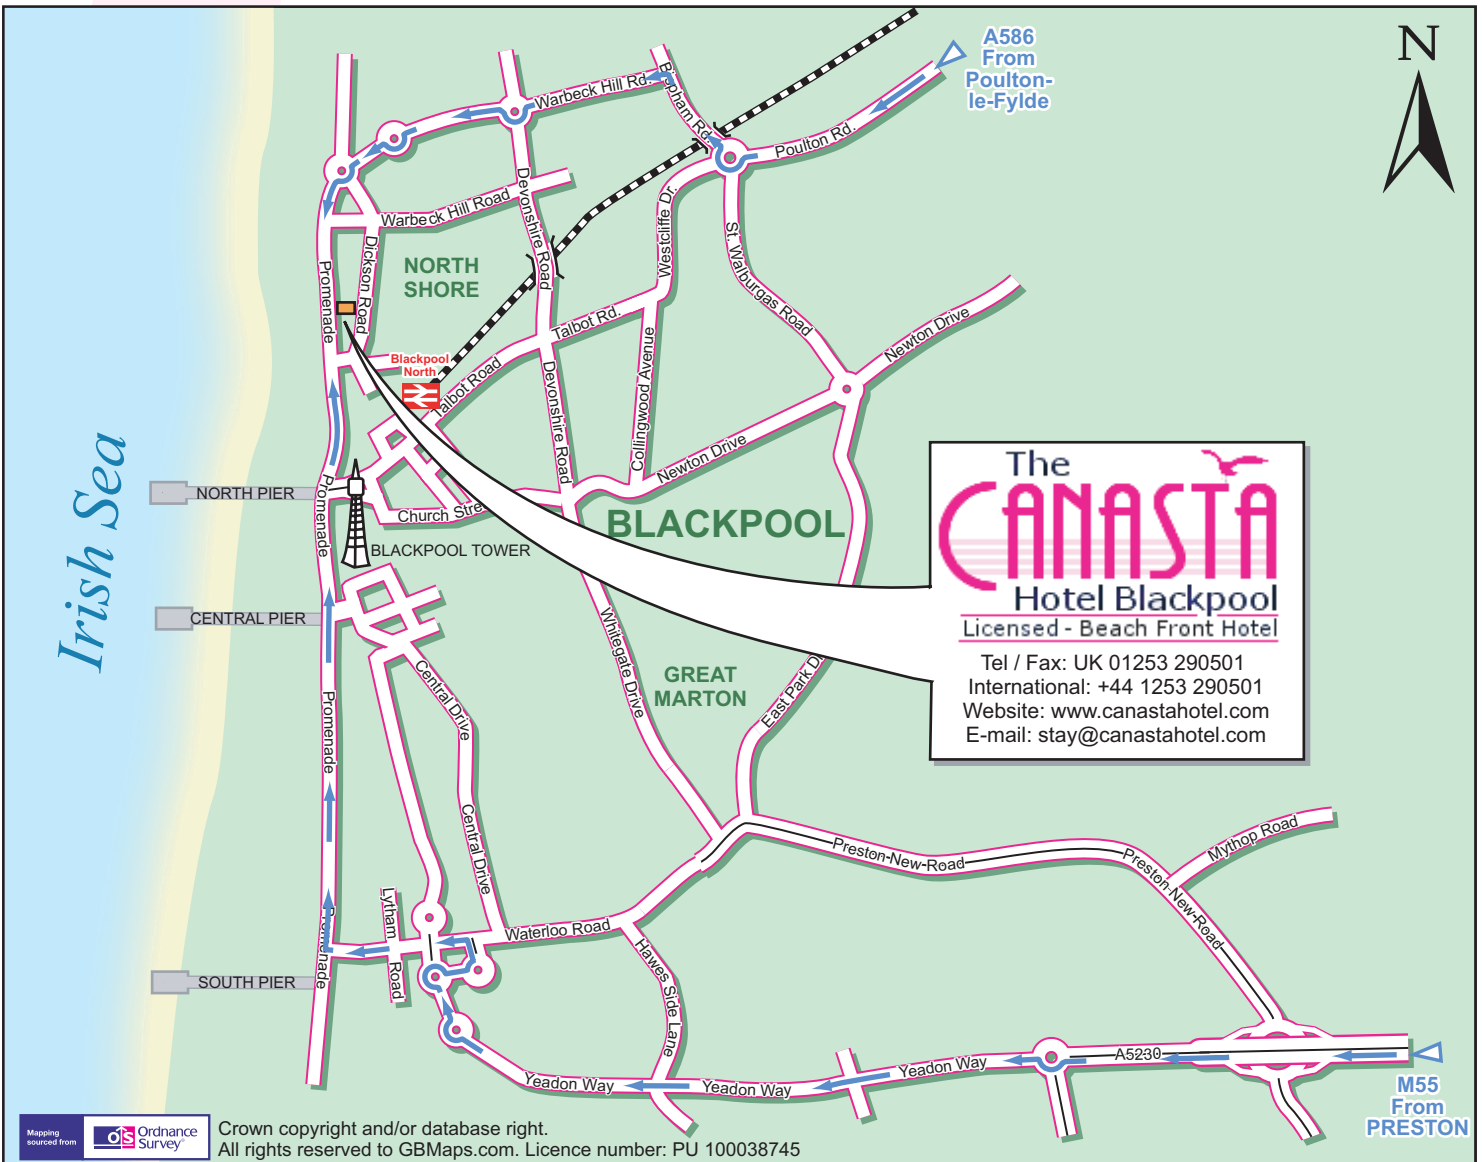 A586
From
Poulton-
le-Fylde
N
Warbeck Hill Rd.
Bispham Rd.
Poulton Rd.
Warbeck Hill Road
Devonshire Road
Westcliffe Dr.
St. Walburgas Road
Dickson Road
Promenade
NORTH
SHORE
Talbot Rd.
Newton Drive
Blackpool
North
Talbot Road
Devonshire Road
Collingwood Avenue
Newton Drive
Irish Sea
NORTH PIER
Promenade
Church Stre
BLACKPOOL
BLACKPOOL TOWER
CENTRAL PIER
The
CANASTA
Hotel Blackpool
Licensed - Beach Front Hotel
Tel / Fax: UK 01253 290501
International: +44 1253 290501
Website: www.canastahotel.com
E-mail: stay@canastahotel.com
Whitegate Drive
GREAT
MARTON
East Park D
Central Drive
Promenade
Central Drive
Preston-New-Road
Mythop Road
Preston-New-Road
Lytham
Road
Promenade
Waterloo Road
Hawes Side Lane
SOUTH PIER
Yeadon Way
Yeadon Way
Yeadon Way
A5230
M55
From
PRESTON
Mapping
sourced from
OS Ordnance
Survey®
Crown copyright and/or database right.
All rights reserved to GBMaps.com. Licence number: PU 100038745